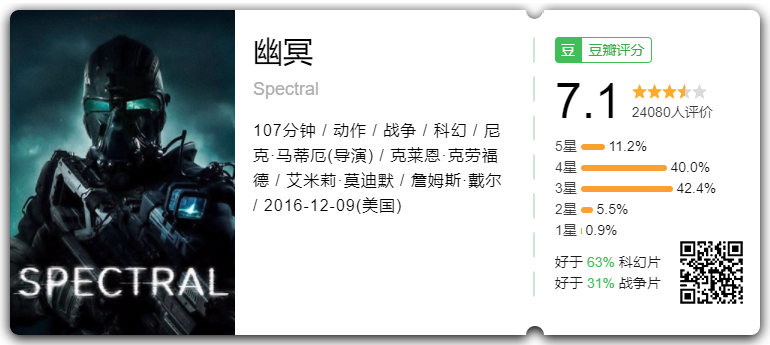 SPECTRAL
幽冥
Spectral
107分钟 / 动作 / 战争 / 科幻 / 尼
克·马蒂厄(导演) / 克莱恩·克劳福
德 / 艾米莉·莫迪默 / 詹姆斯·戴尔
/ 2016-12-09(美国)
豆 豆瓣评分
7.1
24080人评价
5星 11.2%
4星 40.0%
3星 42.4%
2星 5.5%
1星 0.9%
好于 63% 科幻片
好于 31% 战争片